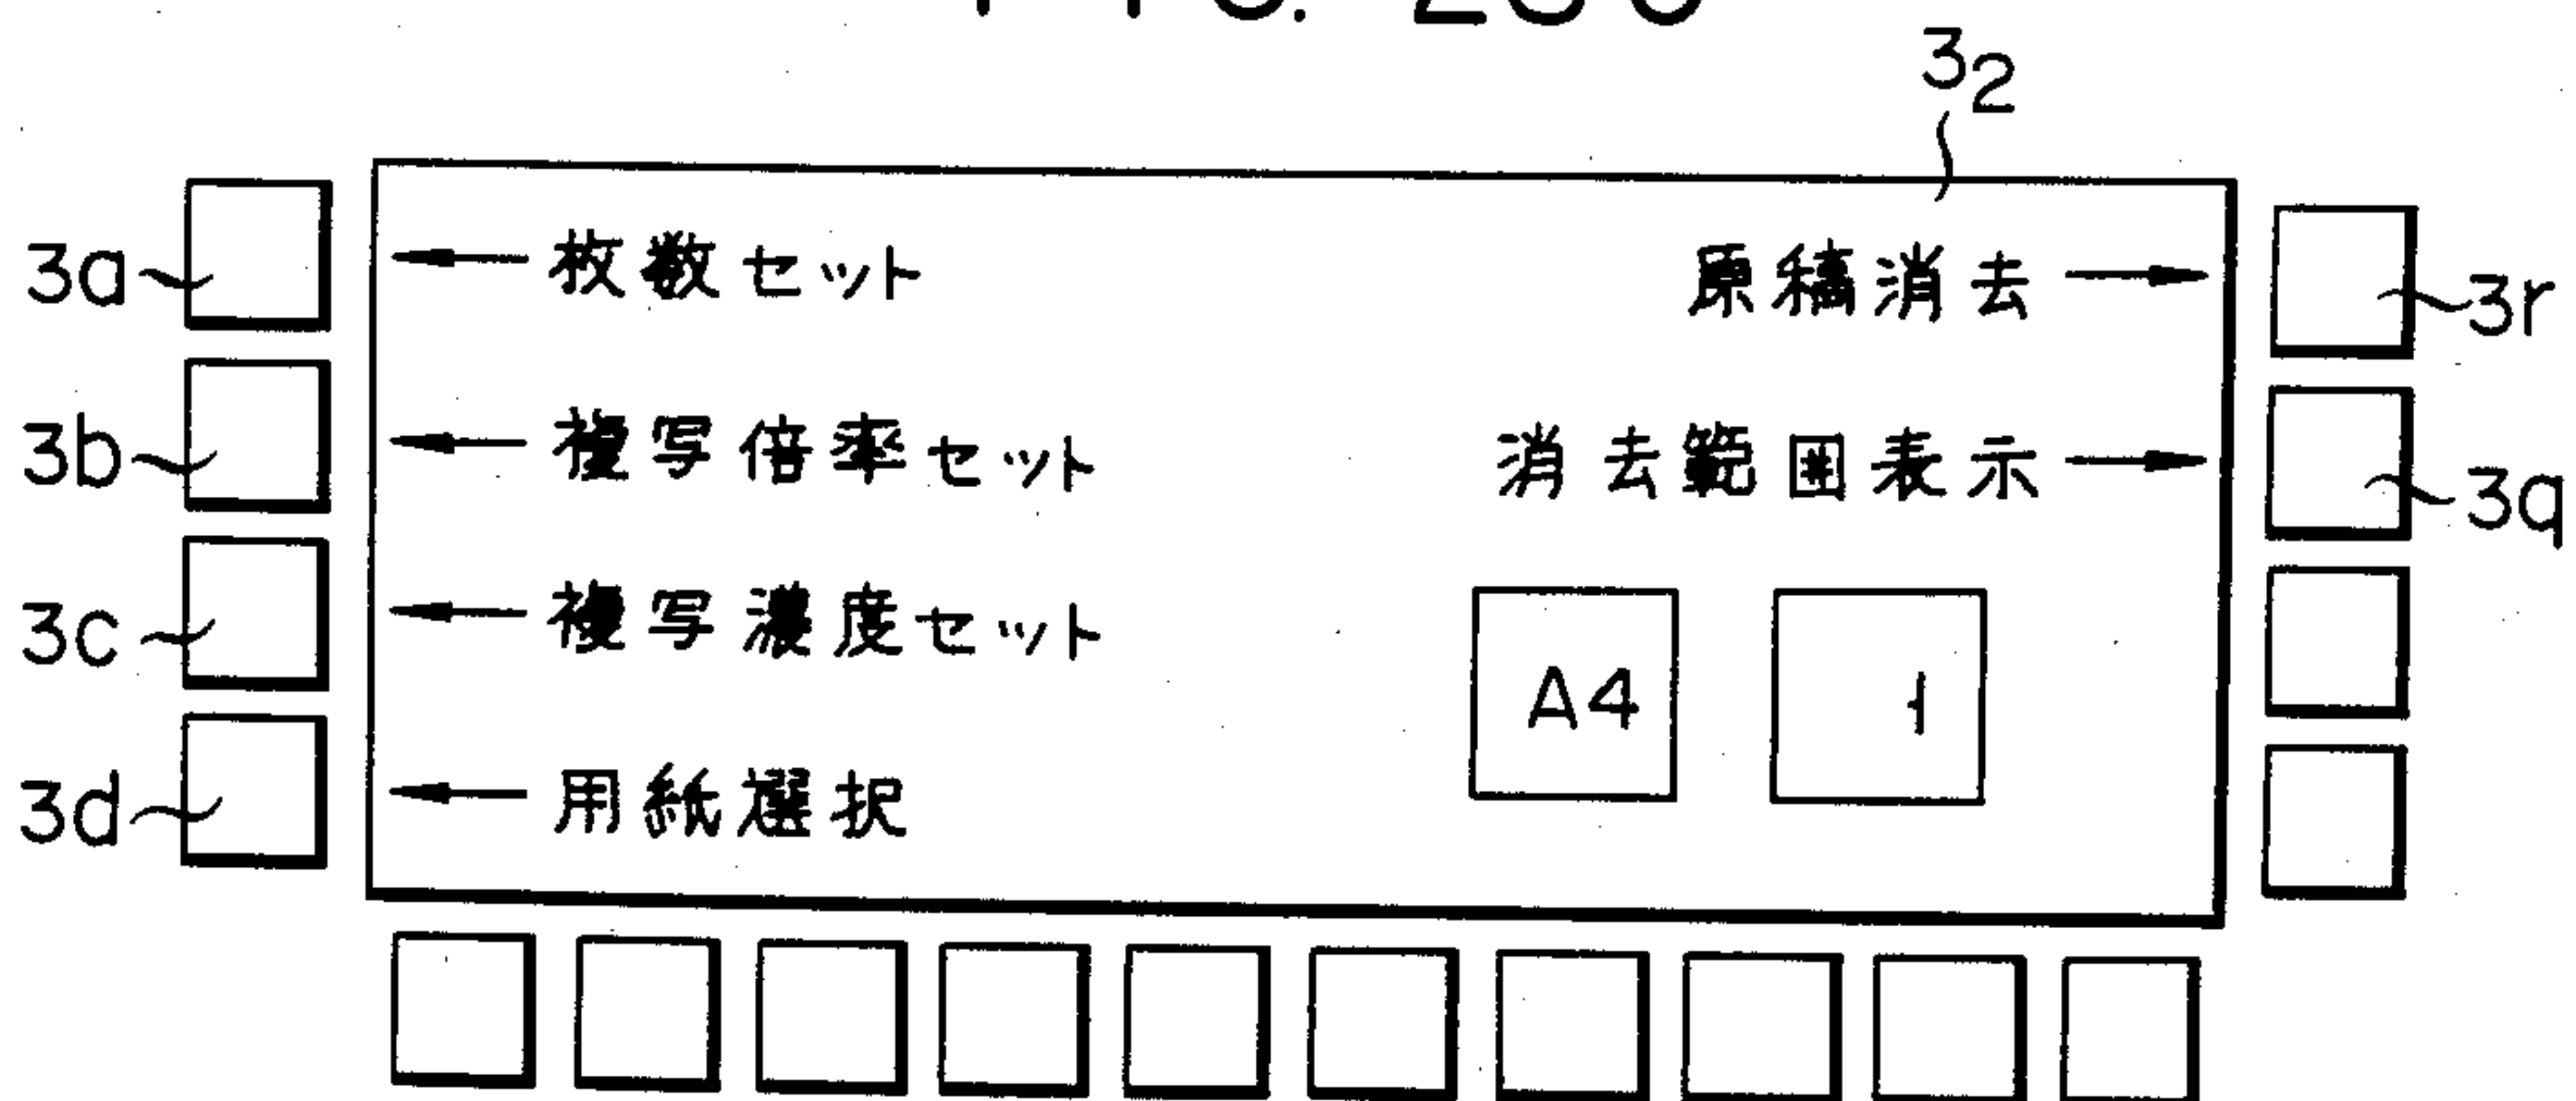 3₂
3a ← 枚数セット 原稿消去 → 3r
3b ← 複写倍率セット 消去範囲表示 → 3q
3c ← 複写濃度セット
A4 1
3d ← 用紙選択